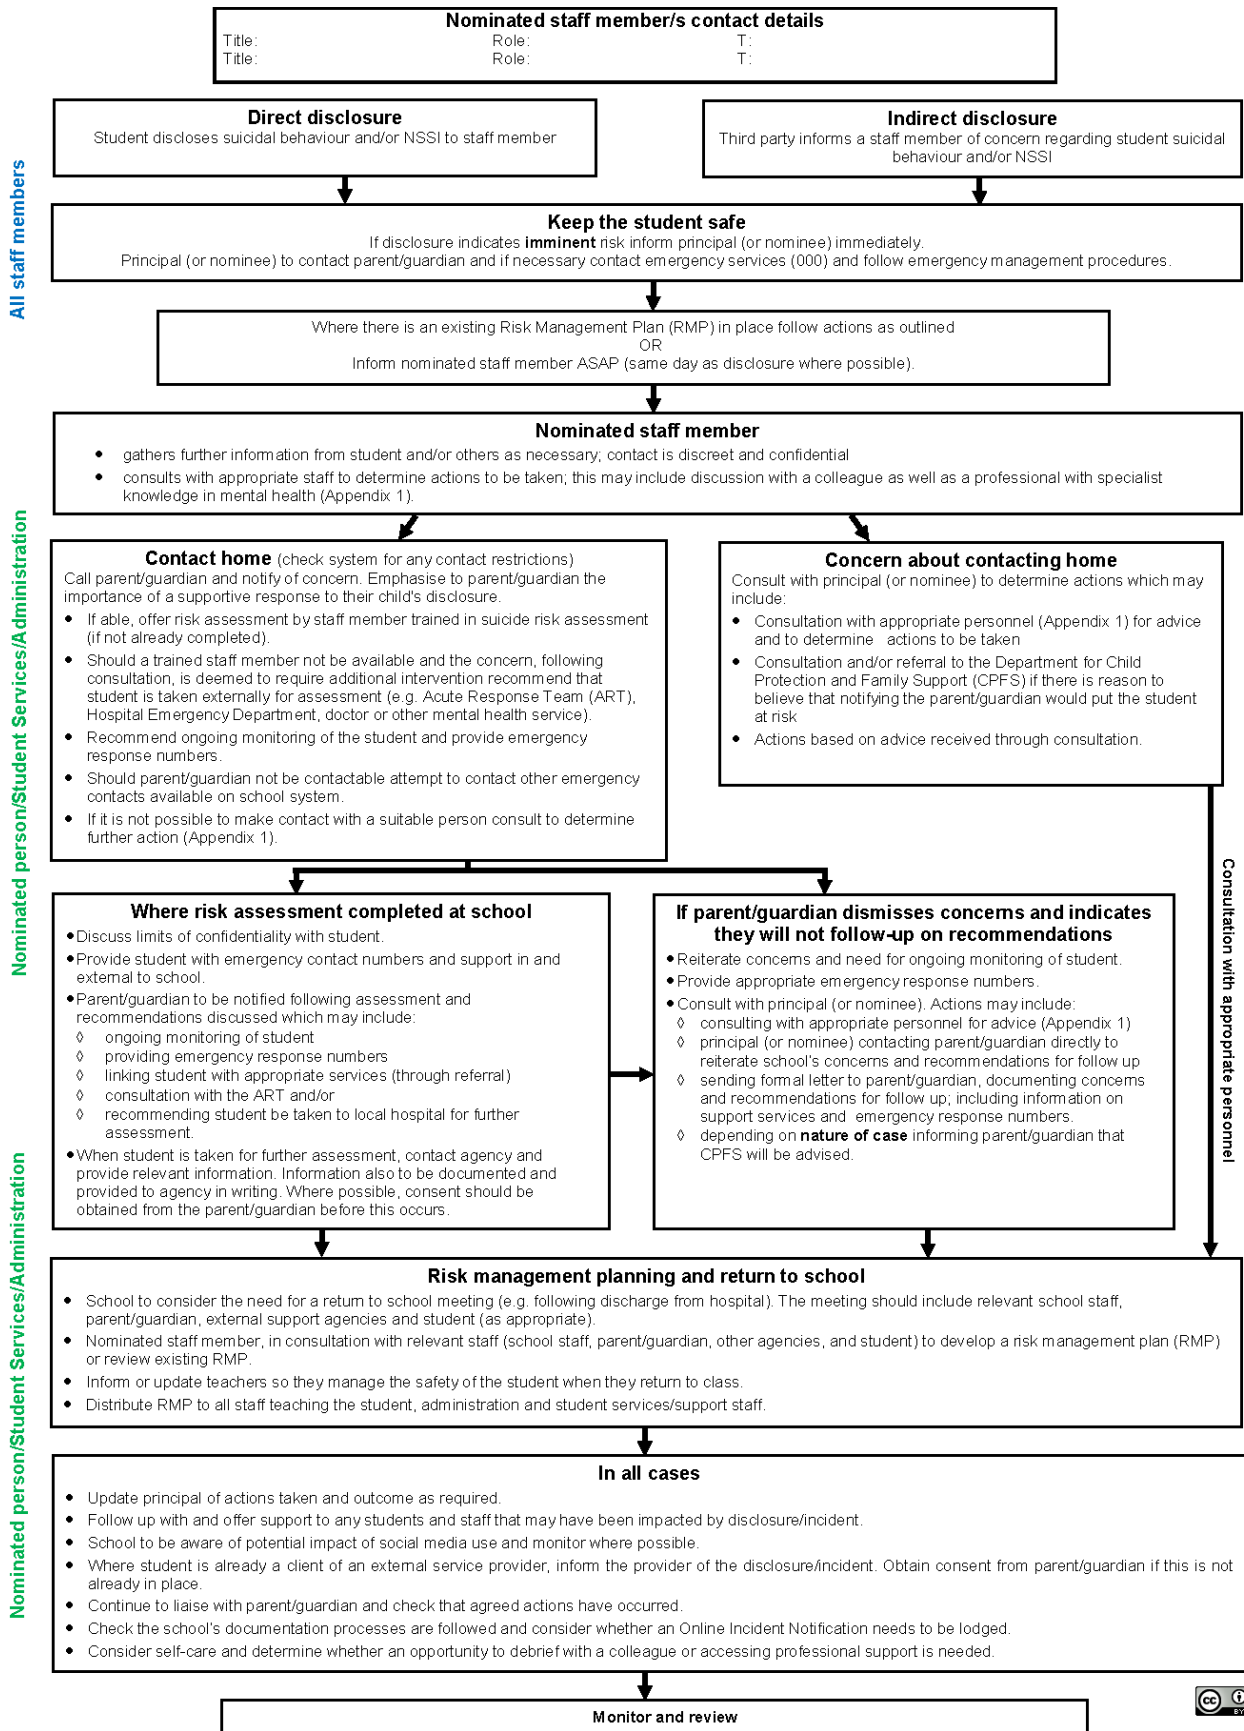 Nominated staff member/s contact details
Title: Role: T:
Title: Role: T:
Direct disclosure
Student discloses suicidal behaviour and/or NSSI to staff member
Indirect disclosure
Third party informs a staff member of concern regarding student suicidal
behaviour and/or NSSI
All staff members
Keep the student safe
If disclosure indicates imminent risk inform principal (or nominee) immediately.
Principal (or nominee) to contact parent/guardian and if necessary contact emergency services (000) and follow emergency management procedures.
Where there is an existing Risk Management Plan (RMP) in place follow actions as outlined
OR
Inform nominated staff member ASAP (same day as disclosure where possible).
Nominated staff member
• gathers further information from student and/or others as necessary; contact is discreet and confidential
• consults with appropriate staff to determine actions to be taken; this may include discussion with a colleague as well as a professional with specialist
knowledge in mental health (Appendix 1).
Nominated person/Student Services/Administration
Contact home (check system for any contact restrictions)
Call parent/guardian and notify of concern. Emphasise to parent/guardian the
importance of a supportive response to their child's disclosure.
• If able, offer risk assessment by staff member trained in suicide risk assessment
(if not already completed).
• Should a trained staff member not be available and the concern, following
consultation, is deemed to require additional intervention recommend that
student is taken externally for assessment (e.g. Acute Response Team (ART),
Hospital Emergency Department, doctor or other mental health service).
• Recommend ongoing monitoring of the student and provide emergency
response numbers.
• Should parent/guardian not be contactable attempt to contact other emergency
contacts available on school system.
• If it is not possible to make contact with a suitable person consult to determine
further action (Appendix 1).
Concern about contacting home
Consult with principal (or nominee) to determine actions which may
include:
• Consultation with appropriate personnel (Appendix 1) for advice
and to determine actions to be taken
• Consultation and/or referral to the Department for Child
Protection and Family Support (CPFS) if there is reason to
believe that notifying the parent/guardian would put the student
at risk
• Actions based on advice received through consultation.
Consultation with appropriate personnel
Where risk assessment completed at school
• Discuss limits of confidentiality with student.
• Provide student with emergency contact numbers and support in and
external to school.
• Parent/guardian to be notified following assessment and
recommendations discussed which may include:
◊ ongoing monitoring of student
◊ providing emergency response numbers
◊ linking student with appropriate services (through referral)
◊ consultation with the ART and/or
◊ recommending student be taken to local hospital for further
assessment.
• When student is taken for further assessment, contact agency and
provide relevant information. Information also to be documented and
provided to agency in writing. Where possible, consent should be
obtained from the parent/guardian before this occurs.
If parent/guardian dismisses concerns and indicates
they will not follow-up on recommendations
• Reiterate concerns and need for ongoing monitoring of student.
• Provide appropriate emergency response numbers.
• Consult with principal (or nominee). Actions may include:
◊ consulting with appropriate personnel for advice (Appendix 1)
◊ principal (or nominee) contacting parent/guardian directly to
reiterate school's concerns and recommendations for follow up
◊ sending formal letter to parent/guardian, documenting concerns
and recommendations for follow up; including information on
support services and emergency response numbers.
◊ depending on nature of case informing parent/guardian that
CPFS will be advised.
Nominated person/Student Services/Administration
Risk management planning and return to school
• School to consider the need for a return to school meeting (e.g. following discharge from hospital). The meeting should include relevant school staff,
parent/guardian, external support agencies and student (as appropriate).
• Nominated staff member, in consultation with relevant staff (school staff, parent/guardian, other agencies, and student) to develop a risk management plan (RMP)
or review existing RMP.
• Inform or update teachers so they manage the safety of the student when they return to class.
• Distribute RMP to all staff teaching the student, administration and student services/support staff.
In all cases
• Update principal of actions taken and outcome as required.
• Follow up with and offer support to any students and staff that may have been impacted by disclosure/incident.
• School to be aware of potential impact of social media use and monitor where possible.
• Where student is already a client of an external service provider, inform the provider of the disclosure/incident. Obtain consent from parent/guardian if this is not
already in place.
• Continue to liaise with parent/guardian and check that agreed actions have occurred.
• Check the school's documentation processes are followed and consider whether an Online Incident Notification needs to be lodged.
• Consider self-care and determine whether an opportunity to debrief with a colleague or accessing professional support is needed.
Monitor and review
cc
BY